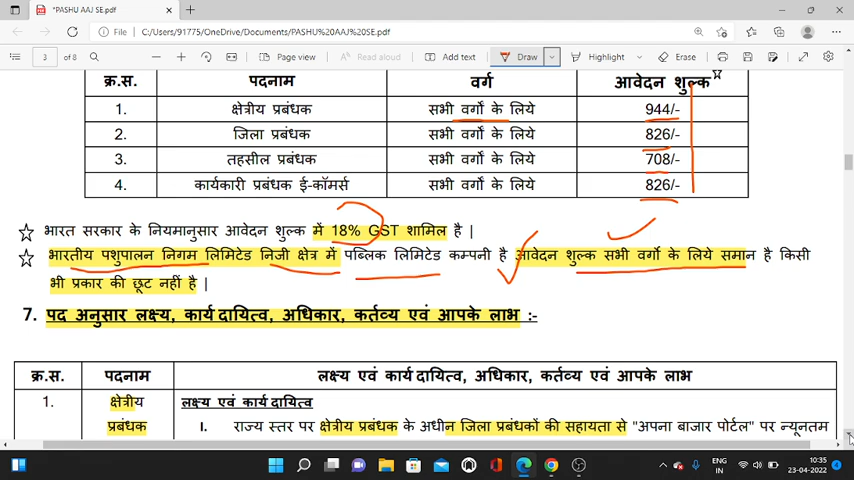 *PASHU AAJ SE.pdf
File
C:/Users/91775/OneDrive/Documents/PASHU%20AAJ%20SE.pdf
3 of 8
Page view
Read aloud
Add text
Draw
Highlight
Erase
क्र.स. पदनाम वर्ग आवेदन शुल्क
1. क्षेत्रीय प्रबंधक सभी वर्गों के लिये 944/-
2. जिला प्रबंधक सभी वर्गों के लिये 826/-
3. तहसील प्रबंधक सभी वर्गों के लिये 708/-
4. कार्यकारी प्रबंधक ई-कॉमर्स सभी वर्गों के लिये 826/-
भारत सरकार के नियमानुसार आवेदन शुल्क में 18% GST शामिल है |
भारतीय पशुपालन निगम लिमिटेड निजी क्षेत्र में पब्लिक लिमिटेड कम्पनी है आवेदन शुल्क सभी वर्गो के लिये समान है किसी
भी प्रकार की छूट नहीं है |
7. पद अनुसार लक्ष्य, कार्य दायित्व, अधिकार, कर्तव्य एवं आपके लाभ :-
क्र.स. पदनाम लक्ष्य एवं कार्य दायित्व, अधिकार, कर्तव्य एवं आपके लाभ
1. क्षेत्रीय लक्ष्य एवं कार्य दायित्व
प्रबंधक I. राज्य स्तर पर क्षेत्रीय प्रबंधक के अधीन जिला प्रबंधकों की सहायता से "अपना बाजार पोर्टल" पर न्यूनतम
ENG 10:35
IN 23-04-2022